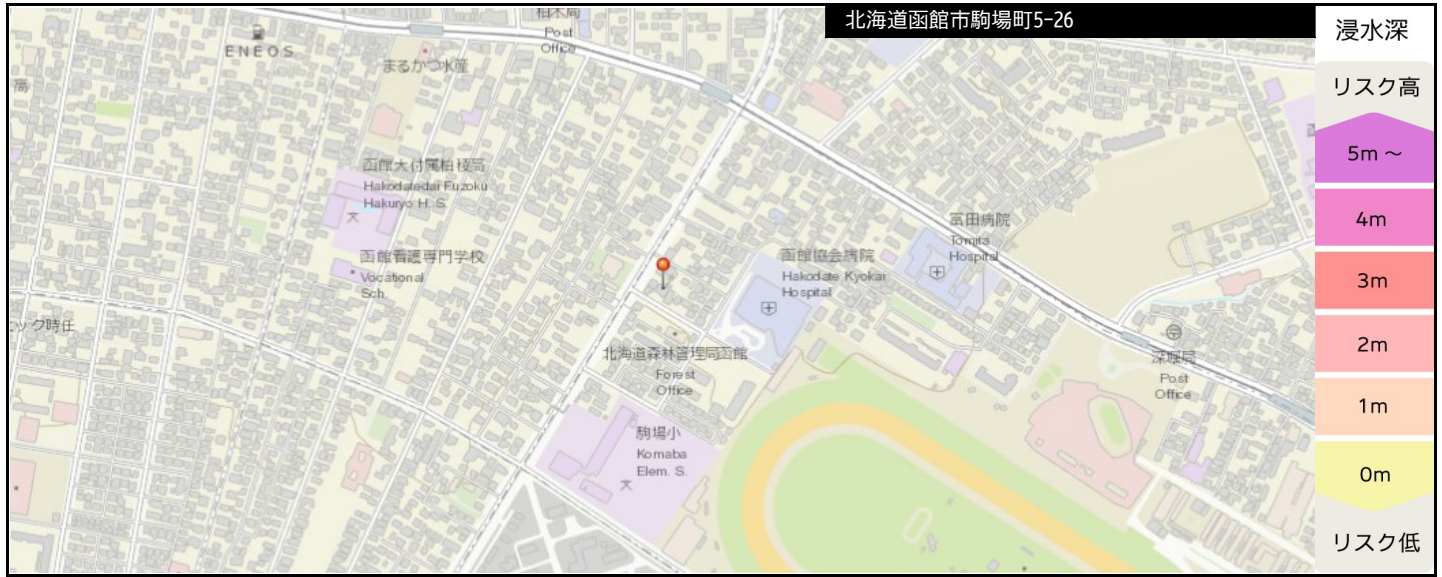 北海道函館市駒場町5-26
浸水深
リスク高
5m ～
4m
3m
2m
1m
0m
リスク低
柏木局
Post
Office
ENEOS
まるかつ水産
高
函館大付属柏稜高
Hakodatedai Fuzoku
Hakuryo H. S.
函館看護専門学校
Vocational
Sch.
ック時任
富田病院
Tomita
Hospital
函館協会病院
Hakodate Kyokai
Hospital
北海道森林管理局函館
Forest
Office
深堀局
Post
Office
駒場小
Komaba
Elem. S.